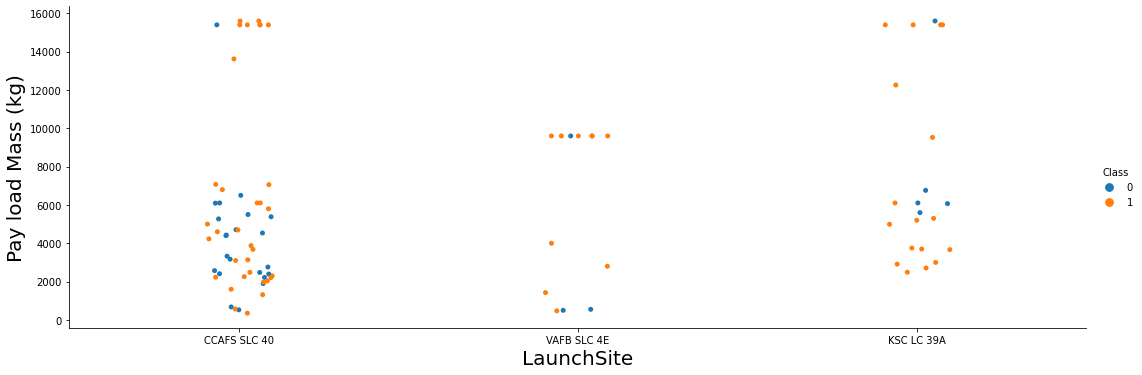 Pay load Mass (kg)
16000
14000
12000
10000
8000
6000
4000
2000
0
CCAFS SLC 40
VAFB SLC 4E
KSC LC 39A
LaunchSite
Class
0
1